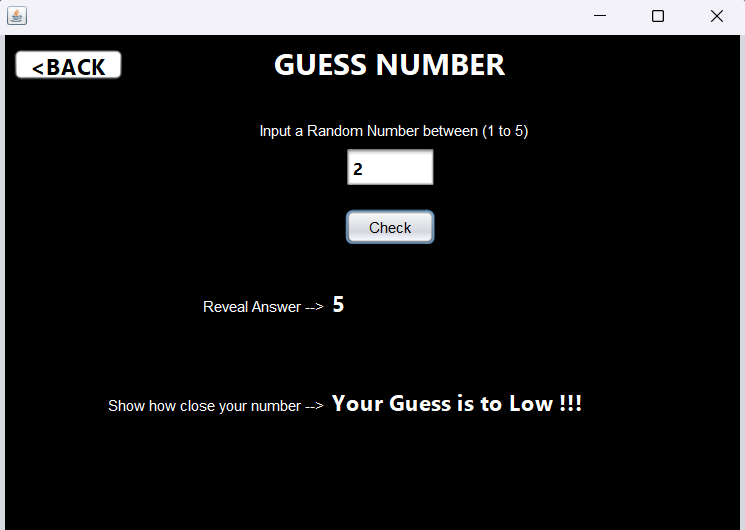 <BACK
GUESS NUMBER
Input a Random Number between (1 to 5)
2
Check
Reveal Answer --> 5
Show how close your number --> Your Guess is to Low !!!